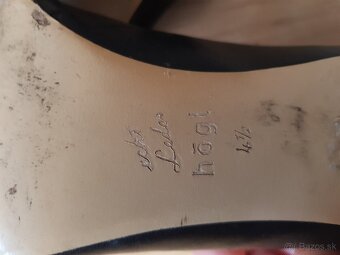 echt
Leder
högl
4½
© Bazos.sk